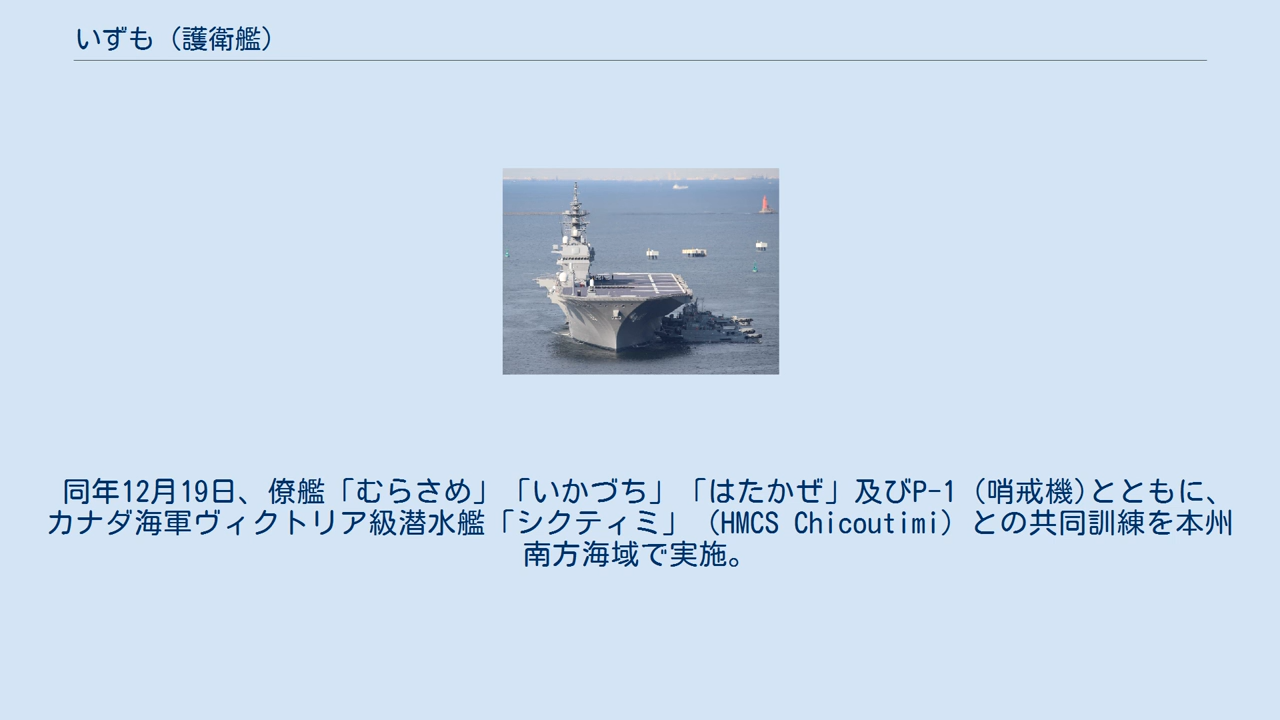 いずも（護衛艦）
同年12月19日、僚艦「むらさめ」「いかづち」「はたかぜ」及びP-1（哨戒機)とともに、
カナダ海軍ヴィクトリア級潜水艦「シクティミ」（HMCS Chicoutimi）との共同訓練を本州
南方海域で実施。